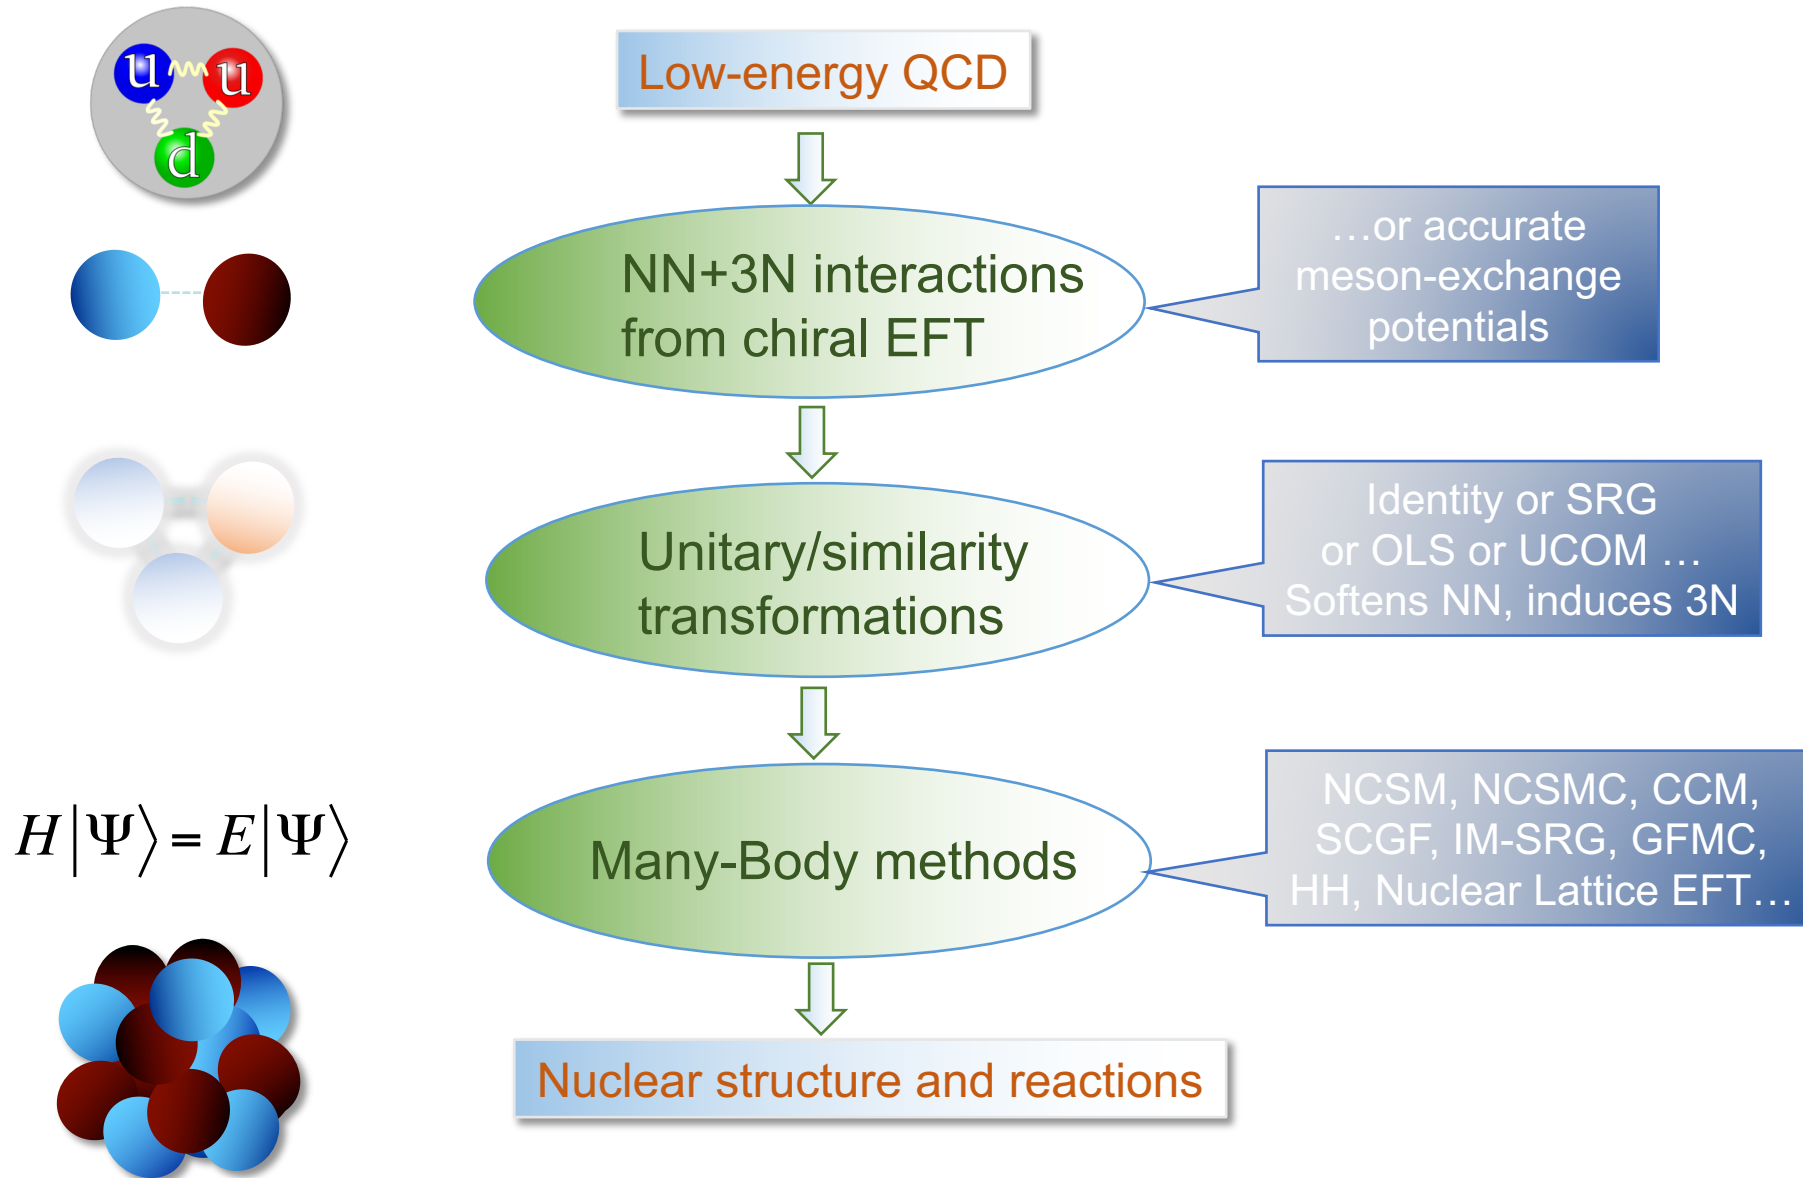 u u
d
Low-energy QCD
NN+3N interactions
from chiral EFT
…or accurate
meson-exchange
potentials
Unitary/similarity
transformations
Identity or SRG
or OLS or UCOM …
Softens NN, induces 3N
H|Ψ⟩ = E|Ψ⟩
Many-Body methods
NCSM, NCSMC, CCM,
SCGF, IM-SRG, GFMC,
HH, Nuclear Lattice EFT…
Nuclear structure and reactions